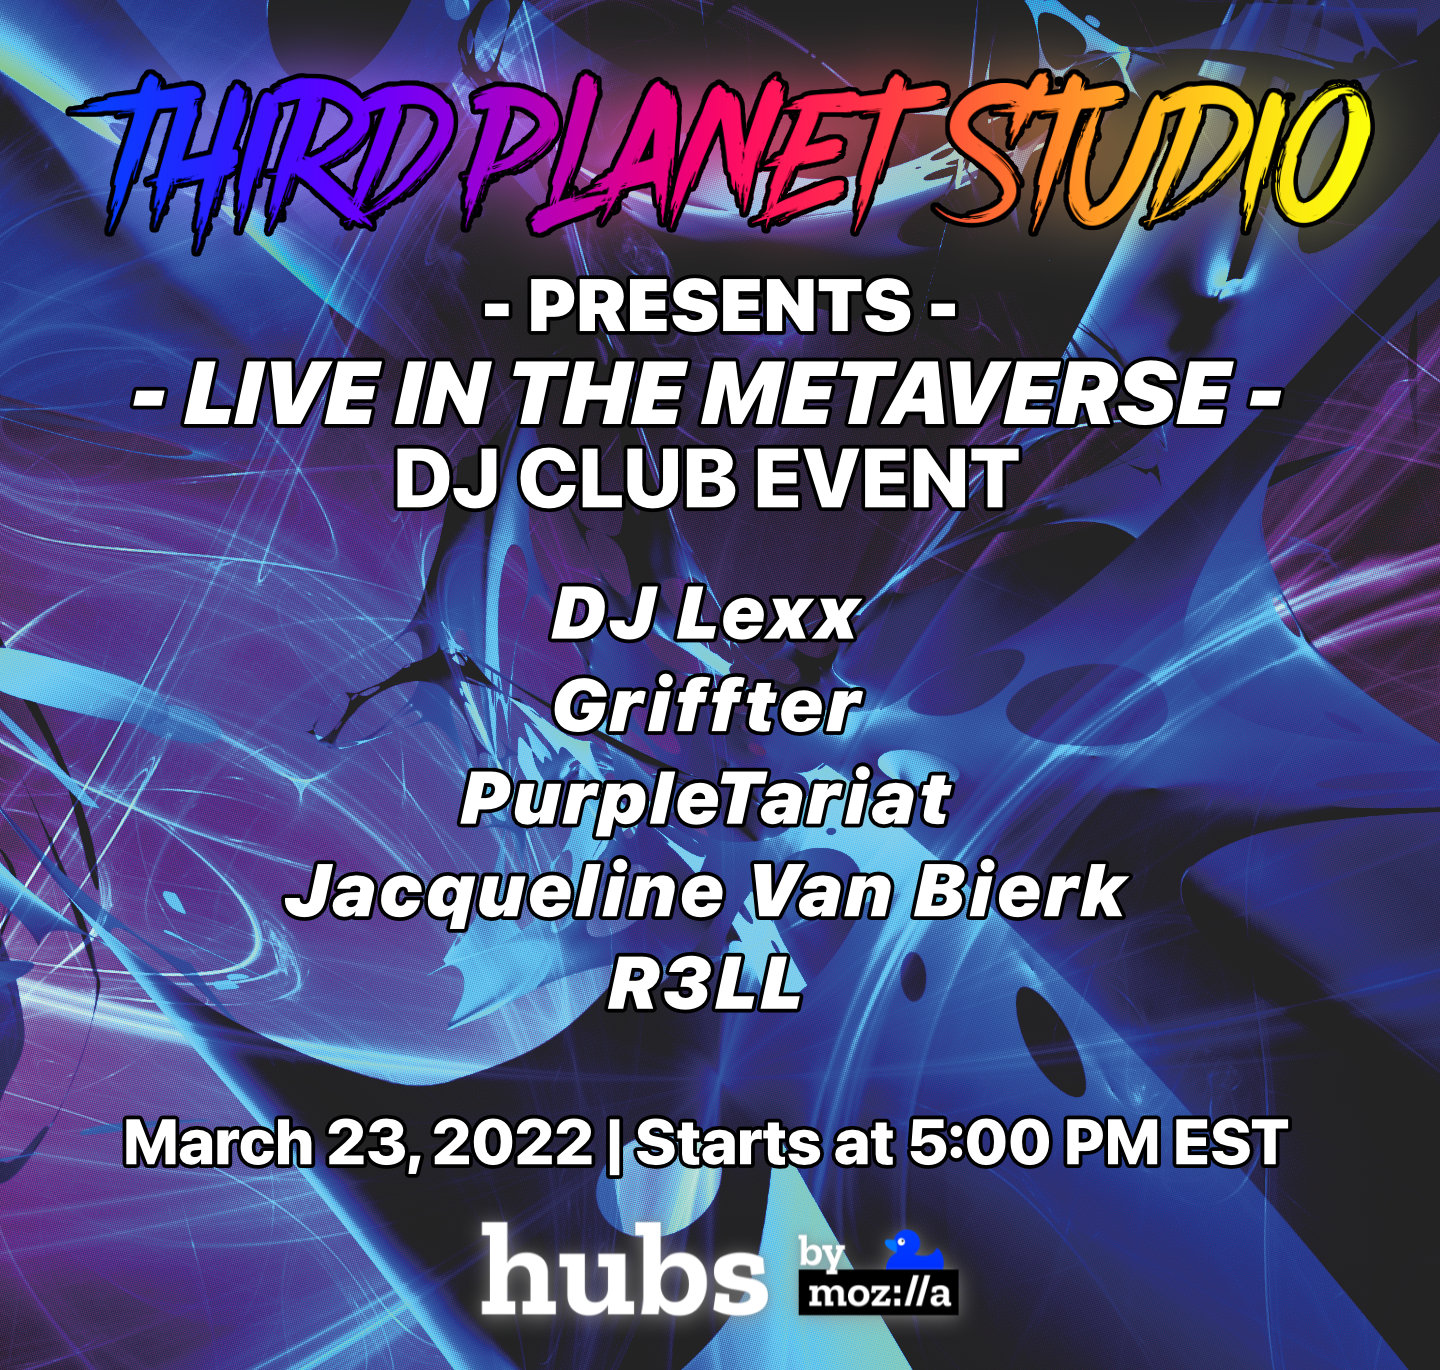 THIRD PLANET STUDIO
- PRESENTS -
- LIVE IN THE METAVERSE -
DJ CLUB EVENT
DJ Lexx
Griffter
PurpleTariat
Jacqueline Van Bierk
R3LL
March 23, 2022 | Starts at 5:00 PM EST
hubs by
moz://a